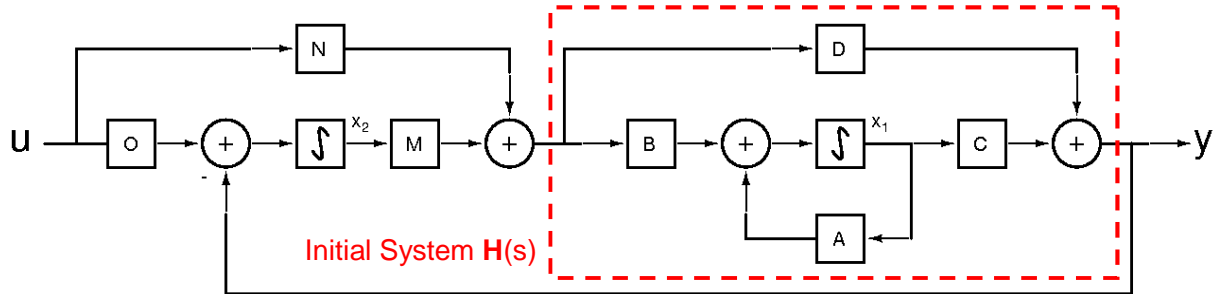 N
D
u
O
+
∫
x₂
M
+
B
+
∫
x₁
C
+
y
-
A
Initial System H(s)